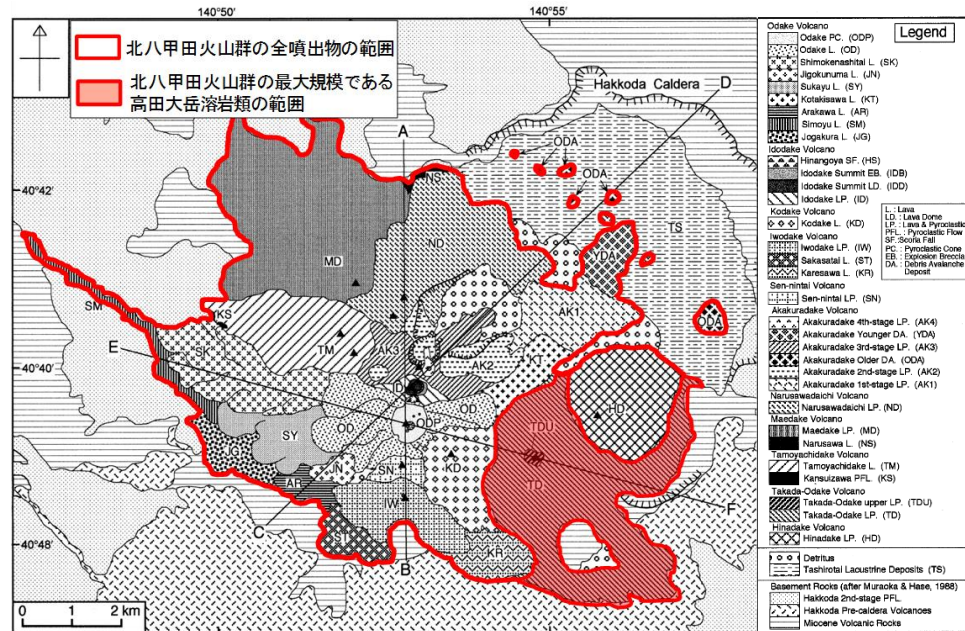 140°50'
140°55'
北八甲田火山群の全噴出物の範囲
北八甲田火山群の最大規模である
高田大岳溶岩類の範囲
Hakkoda Caldera
D
A
ODA
ODA
NS
40°42'
ND
TS
MD
YDA
SM
KS
AK1
ODA
E
SK
TM
AK3
KT
AK2
40°40'
HD
OD
ODP
OD
TDU
SY
JG
JN
SN
KD
TD
AR
IW
F
C
ST
40°48'
KR
B
0 1 2 km
Legend
Odake Volcano
Odake PC. (ODP)
Odake L. (OD)
Shimokenashitai L. (SK)
Jigokunuma L. (JN)
Sukayu L. (SY)
Kotakisawa L. (KT)
Arakawa L. (AR)
Simoyu L. (SM)
Jogakura L. (JG)
Idodake Volcano
Hinangoya SF. (HS)
Idodake Summit EB. (IDB)
Idodake Summit LD. (IDD)
Idodake LP. (ID)
Kodake Volcano
Kodake L. (KD)
Iwodake Volcano
Iwodake LP. (IW)
Sakasatai L. (ST)
Karesawa L. (KR)
Sen-nintai Volcano
Sen-nintai LP. (SN)
Akakuradake Volcano
Akakuradake 4th-stage LP. (AK4)
Akakuradake Younger DA. (YDA)
Akakuradake 3rd-stage LP. (AK3)
Akakuradake Older DA. (ODA)
Akakuradake 2nd-stage LP. (AK2)
Akakuradake 1st-stage LP. (AK1)
Narusawadaichi Volcano
Narusawadaichi LP. (ND)
Maedake Volcano
Maedake LP. (MD)
Narusawa L. (NS)
Tamoyachidake Volcano
Tamoyachidake L. (TM)
Kansuizawa PFL. (KS)
Takada-Odake Volcano
Takada-Odake upper LP. (TDU)
Takada-Odake LP. (TD)
Hinadake Volcano
Hinadake LP. (HD)
Detritus
Tashirotai Laoustrine Deposits (TS)
Basement Rocks (after Muraoka & Hase, 1988)
Hakkoda 2nd-stage PFL.
Hakkoda Pre-caldera Volcanoes
Miocene Volcanic Rocks
L. : Lava
LD. : Lava Dome
LP. : Lava & Pyroclastic
PFL. : Pyroclastic Flow
SF. : Scoria Fall
PC. : Pyroclastic Cone
EB. : Explosion Breccia
DA. : Debris Avalanche
Deposit